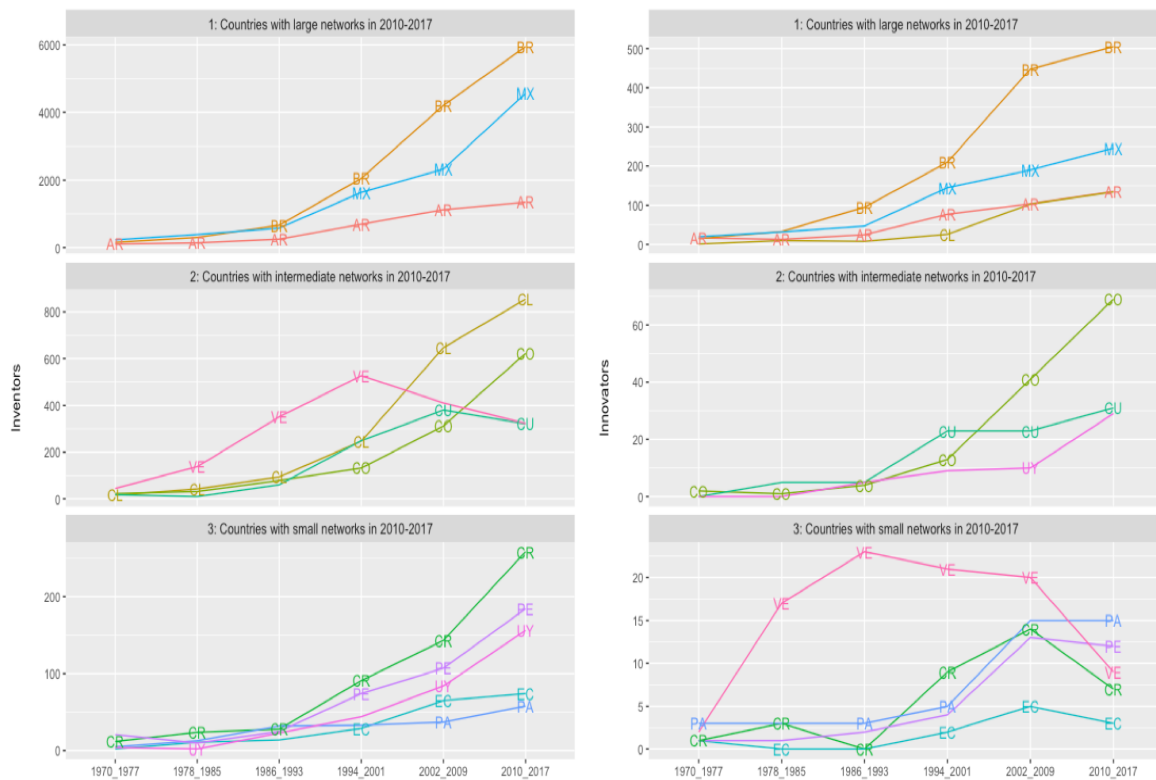 1: Countries with large networks in 2010-2017
6000
4000
2000
0
BR
MX
BR
MX
AR
BR
MX
AR
AR
BR
AR
AR
AR
2: Countries with intermediate networks in 2010-2017
800
600
400
200
0
CL
CO
CU
CL
CU
CO
VE
CL
CO
VE
CL
VE
CL
CL
3: Countries with small networks in 2010-2017
200
100
0
CR
PE
UY
EC
PA
CR
PE
UY
EC
PA
CR
PE
EC
CR
CR
UY
CR
1970_1977
1978_1985
1986_1993
1994_2001
2002_2009
2010_2017
Inventors
1: Countries with large networks in 2010-2017
500
400
300
200
100
0
BR
MX
AR
BR
MX
AR
BR
MX
AR
CL
BR
AR
AR
AR
2: Countries with intermediate networks in 2010-2017
60
40
20
0
CO
CU
UY
CO
CU
UY
CU
CO
CO
CO
CO
3: Countries with small networks in 2010-2017
20
15
10
5
0
PA
PE
VE
CR
EC
VE
CR
EC
VE
CR
PA
EC
VE
PA
CR
VE
CR
EC
PA
CR
1970_1977
1978_1985
1986_1993
1994_2001
2002_2009
2010_2017
Innovators